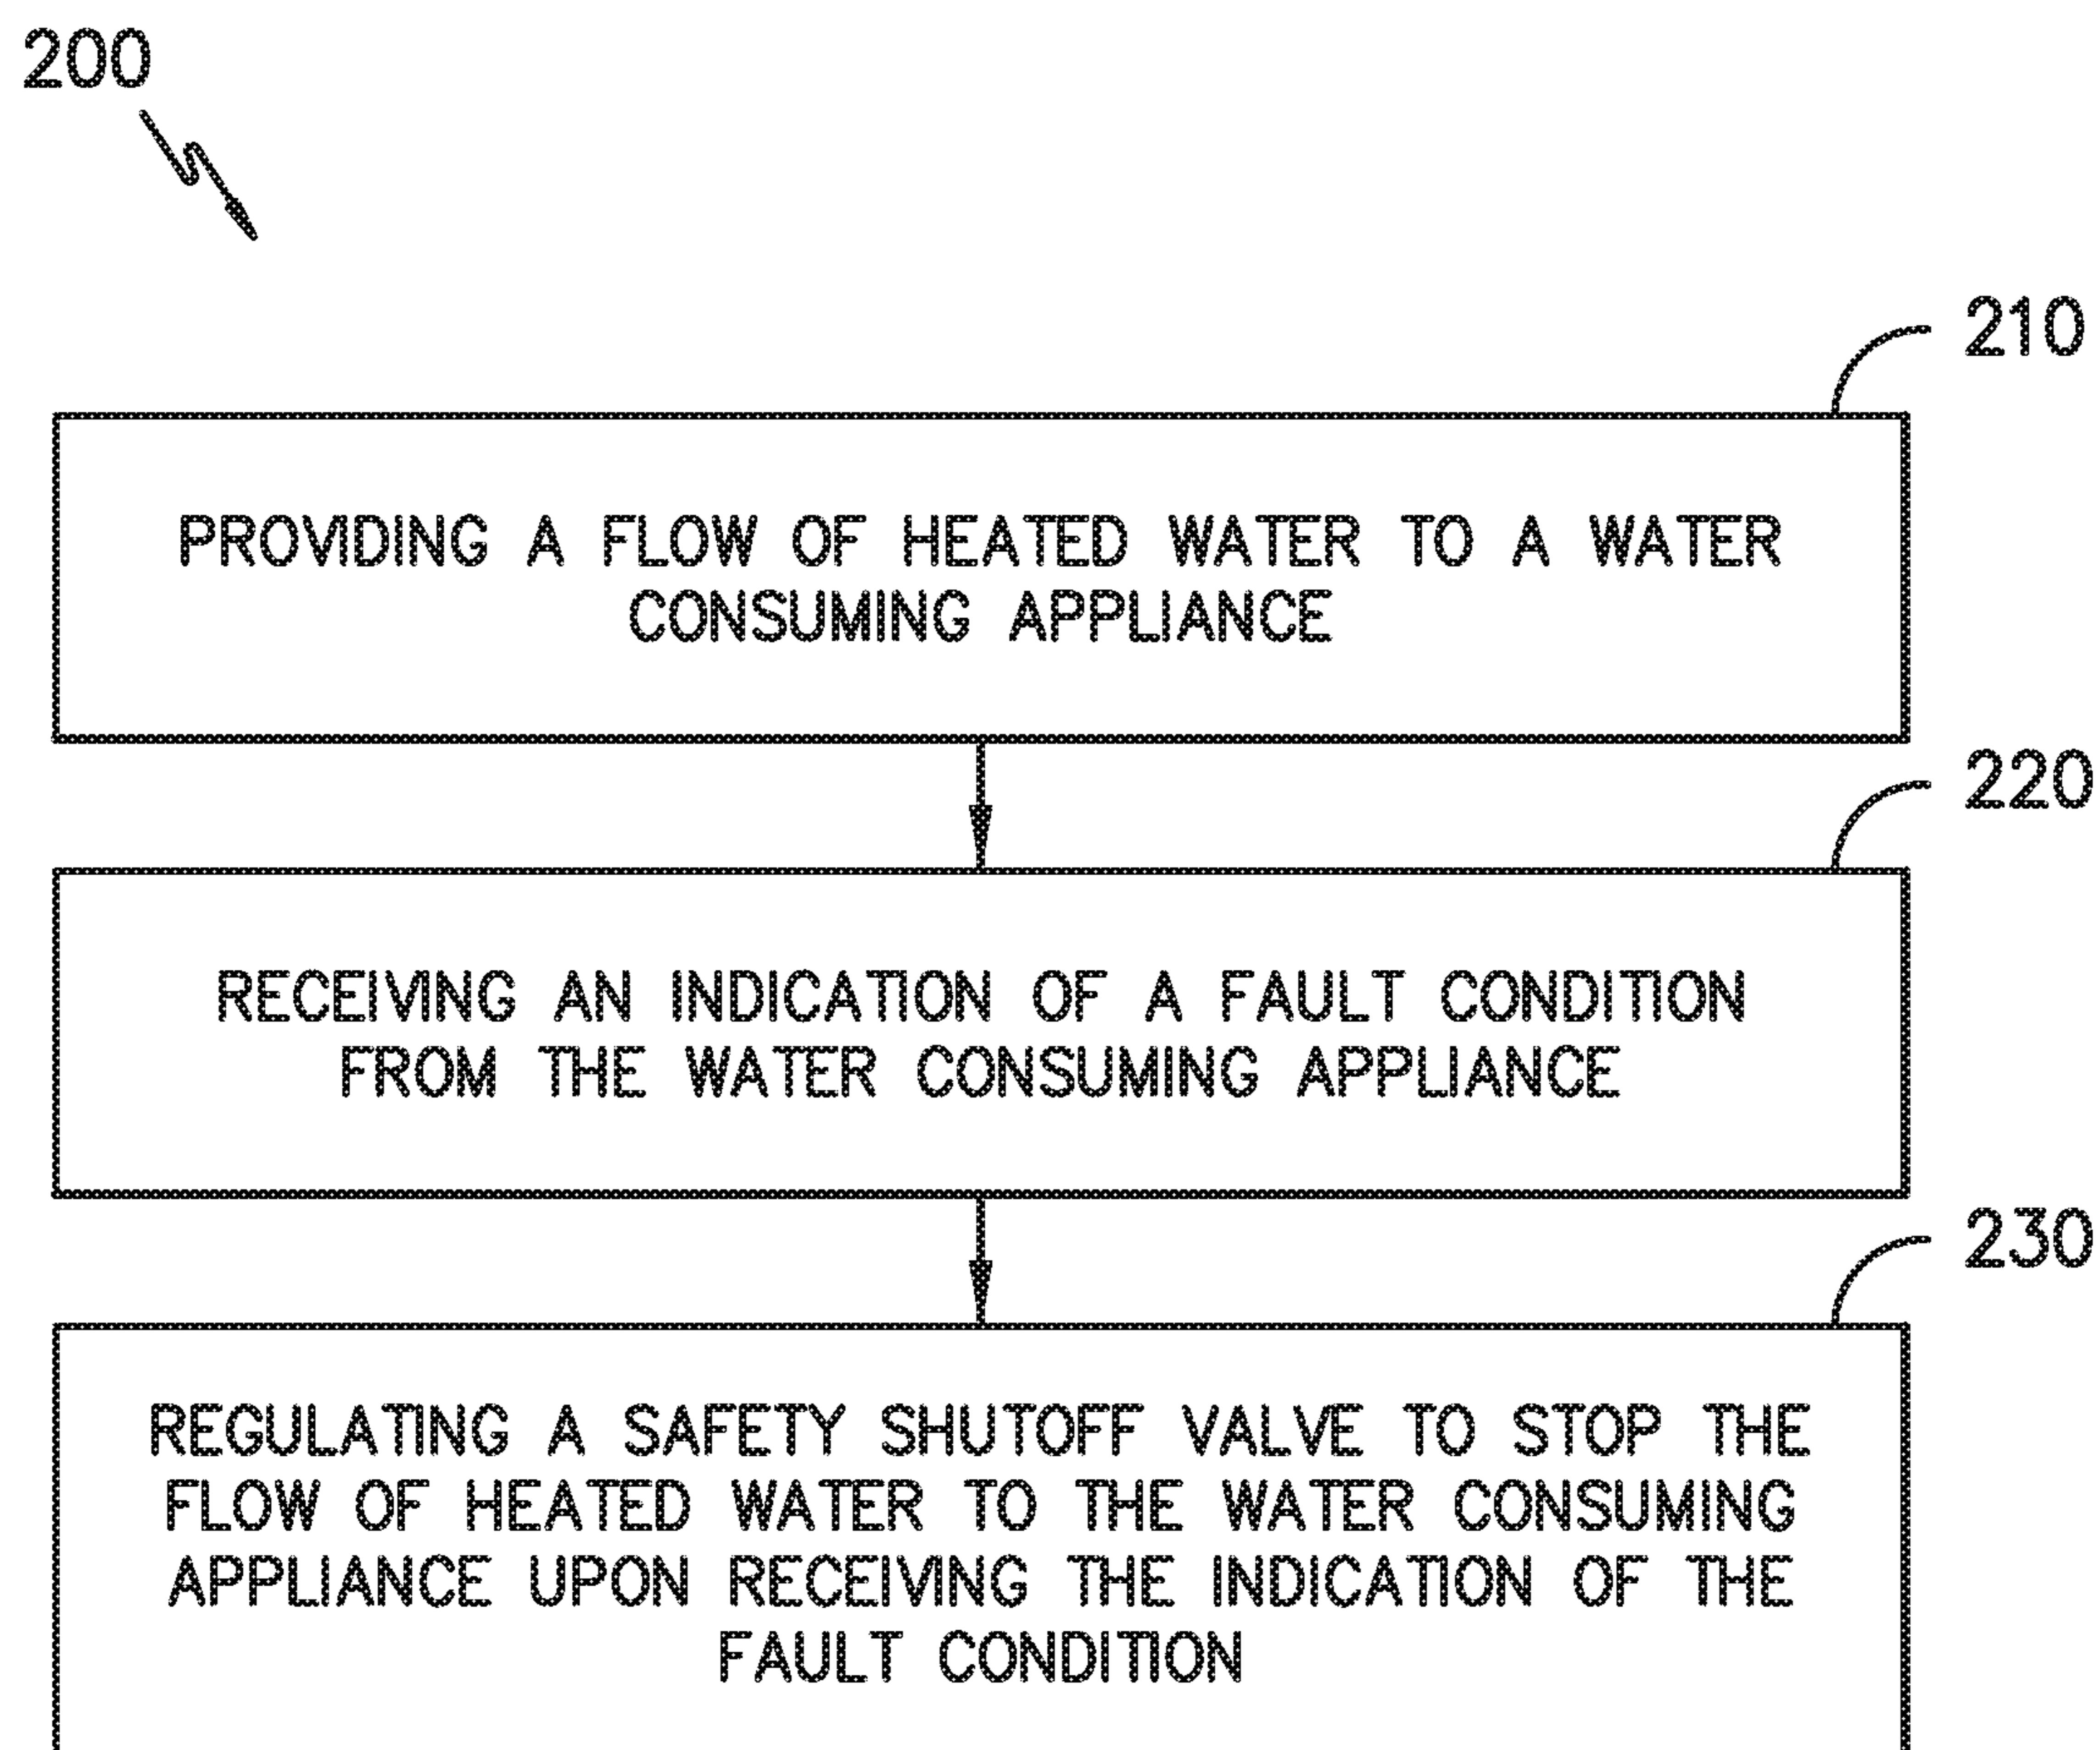 200
210
PROVIDING A FLOW OF HEATED WATER TO A WATER
CONSUMING APPLIANCE
220
RECEIVING AN INDICATION OF A FAULT CONDITION
FROM THE WATER CONSUMING APPLIANCE
230
REGULATING A SAFETY SHUTOFF VALVE TO STOP THE
FLOW OF HEATED WATER TO THE WATER CONSUMING
APPLIANCE UPON RECEIVING THE INDICATION OF THE
FAULT CONDITION